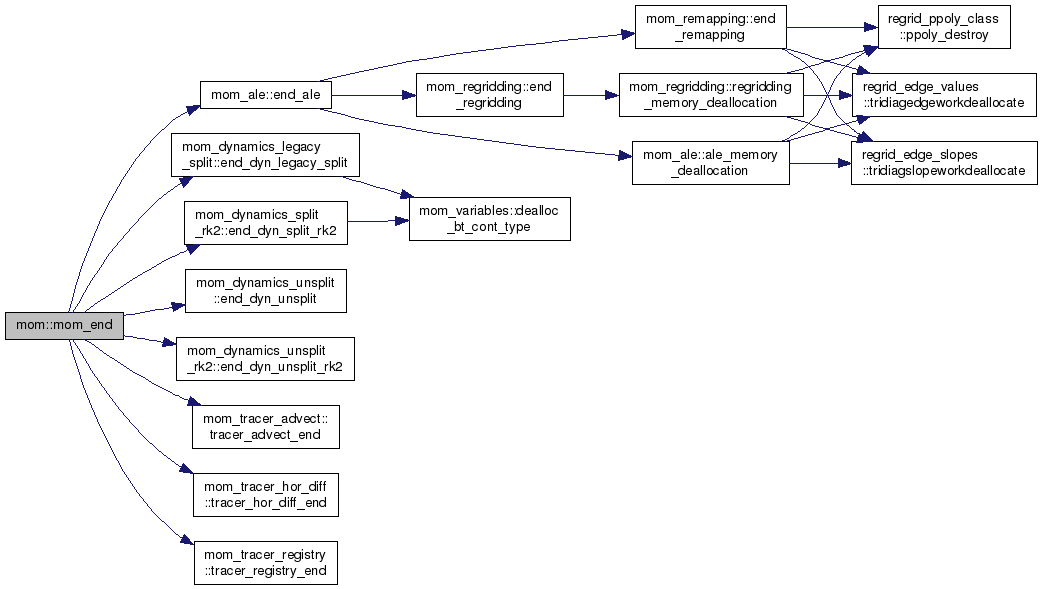 mom::mom_end
mom_ale::end_ale
mom_dynamics_legacy
_split::end_dyn_legacy_split
mom_dynamics_split
_rk2::end_dyn_split_rk2
mom_dynamics_unsplit
::end_dyn_unsplit
mom_dynamics_unsplit
_rk2::end_dyn_unsplit_rk2
mom_tracer_advect::
tracer_advect_end
mom_tracer_hor_diff
::tracer_hor_diff_end
mom_tracer_registry
::tracer_registry_end
mom_regridding::end
_regridding
mom_variables::dealloc
_bt_cont_type
mom_remapping::end
_remapping
mom_regridding::regridding
_memory_deallocation
mom_ale::ale_memory
_deallocation
regrid_ppoly_class
::ppoly_destroy
regrid_edge_values
::tridiagedgeworkdeallocate
regrid_edge_slopes
::tridiagslopeworkdeallocate